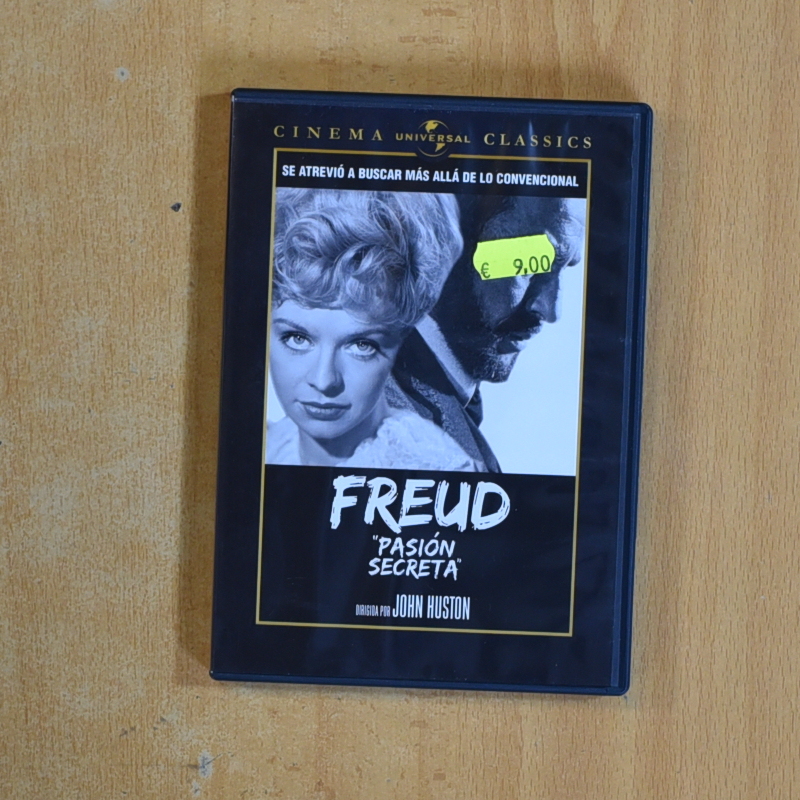 CINEMA UNIVERSAL CLASSICS
SE ATREVIÓ A BUSCAR MÁS ALLÁ DE LO CONVENCIONAL
€ 9,00
FREUD
"PASIÓN
SECRETA"
DIRIGIDA POR JOHN HUSTON